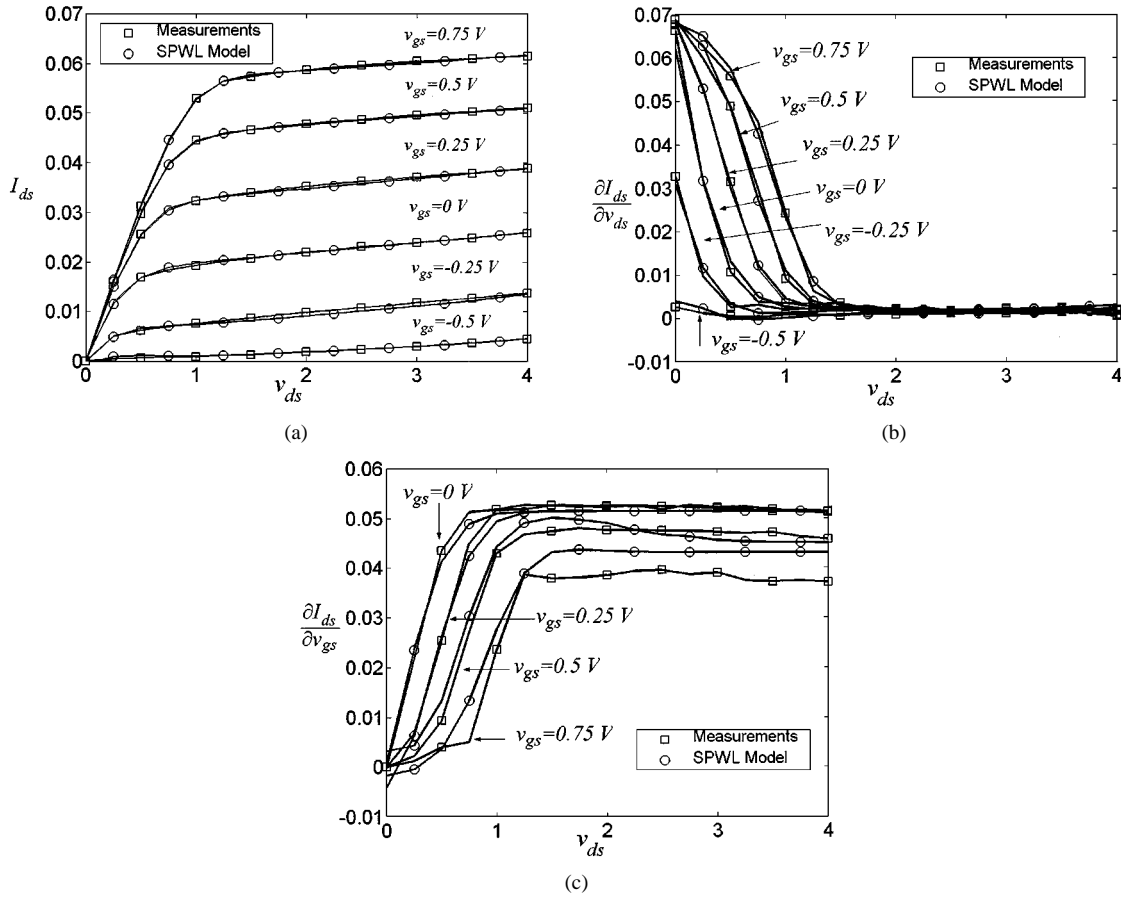 0.07
Measurements
SPWL Model
v_gs=0.75 V
0.06
v_gs=0.5 V
0.05
v_gs=0.25 V
0.04
I_ds
v_gs=0 V
0.03
v_gs=-0.25 V
0.02
v_gs=-0.5 V
0.01
0
0 1 2 3 4
v_ds
(a)
0.07
v_gs=0.75 V
Measurements
SPWL Model
0.06
v_gs=0.5 V
0.05
v_gs=0.25 V
0.04
v_gs=0 V
0.03
∂I_ds
∂v_ds
v_gs=-0.25 V
0.02
0.01
0
v_gs=-0.5 V
-0.01
0 1 2 3 4
v_ds
(b)
0.06
v_gs=0 V
0.05
0.04
∂I_ds
∂v_gs
0.03
v_gs=0.25 V
0.02
v_gs=0.5 V
0.01
v_gs=0.75 V
Measurements
SPWL Model
0
-0.01
0 1 2 3 4
v_ds
(c)